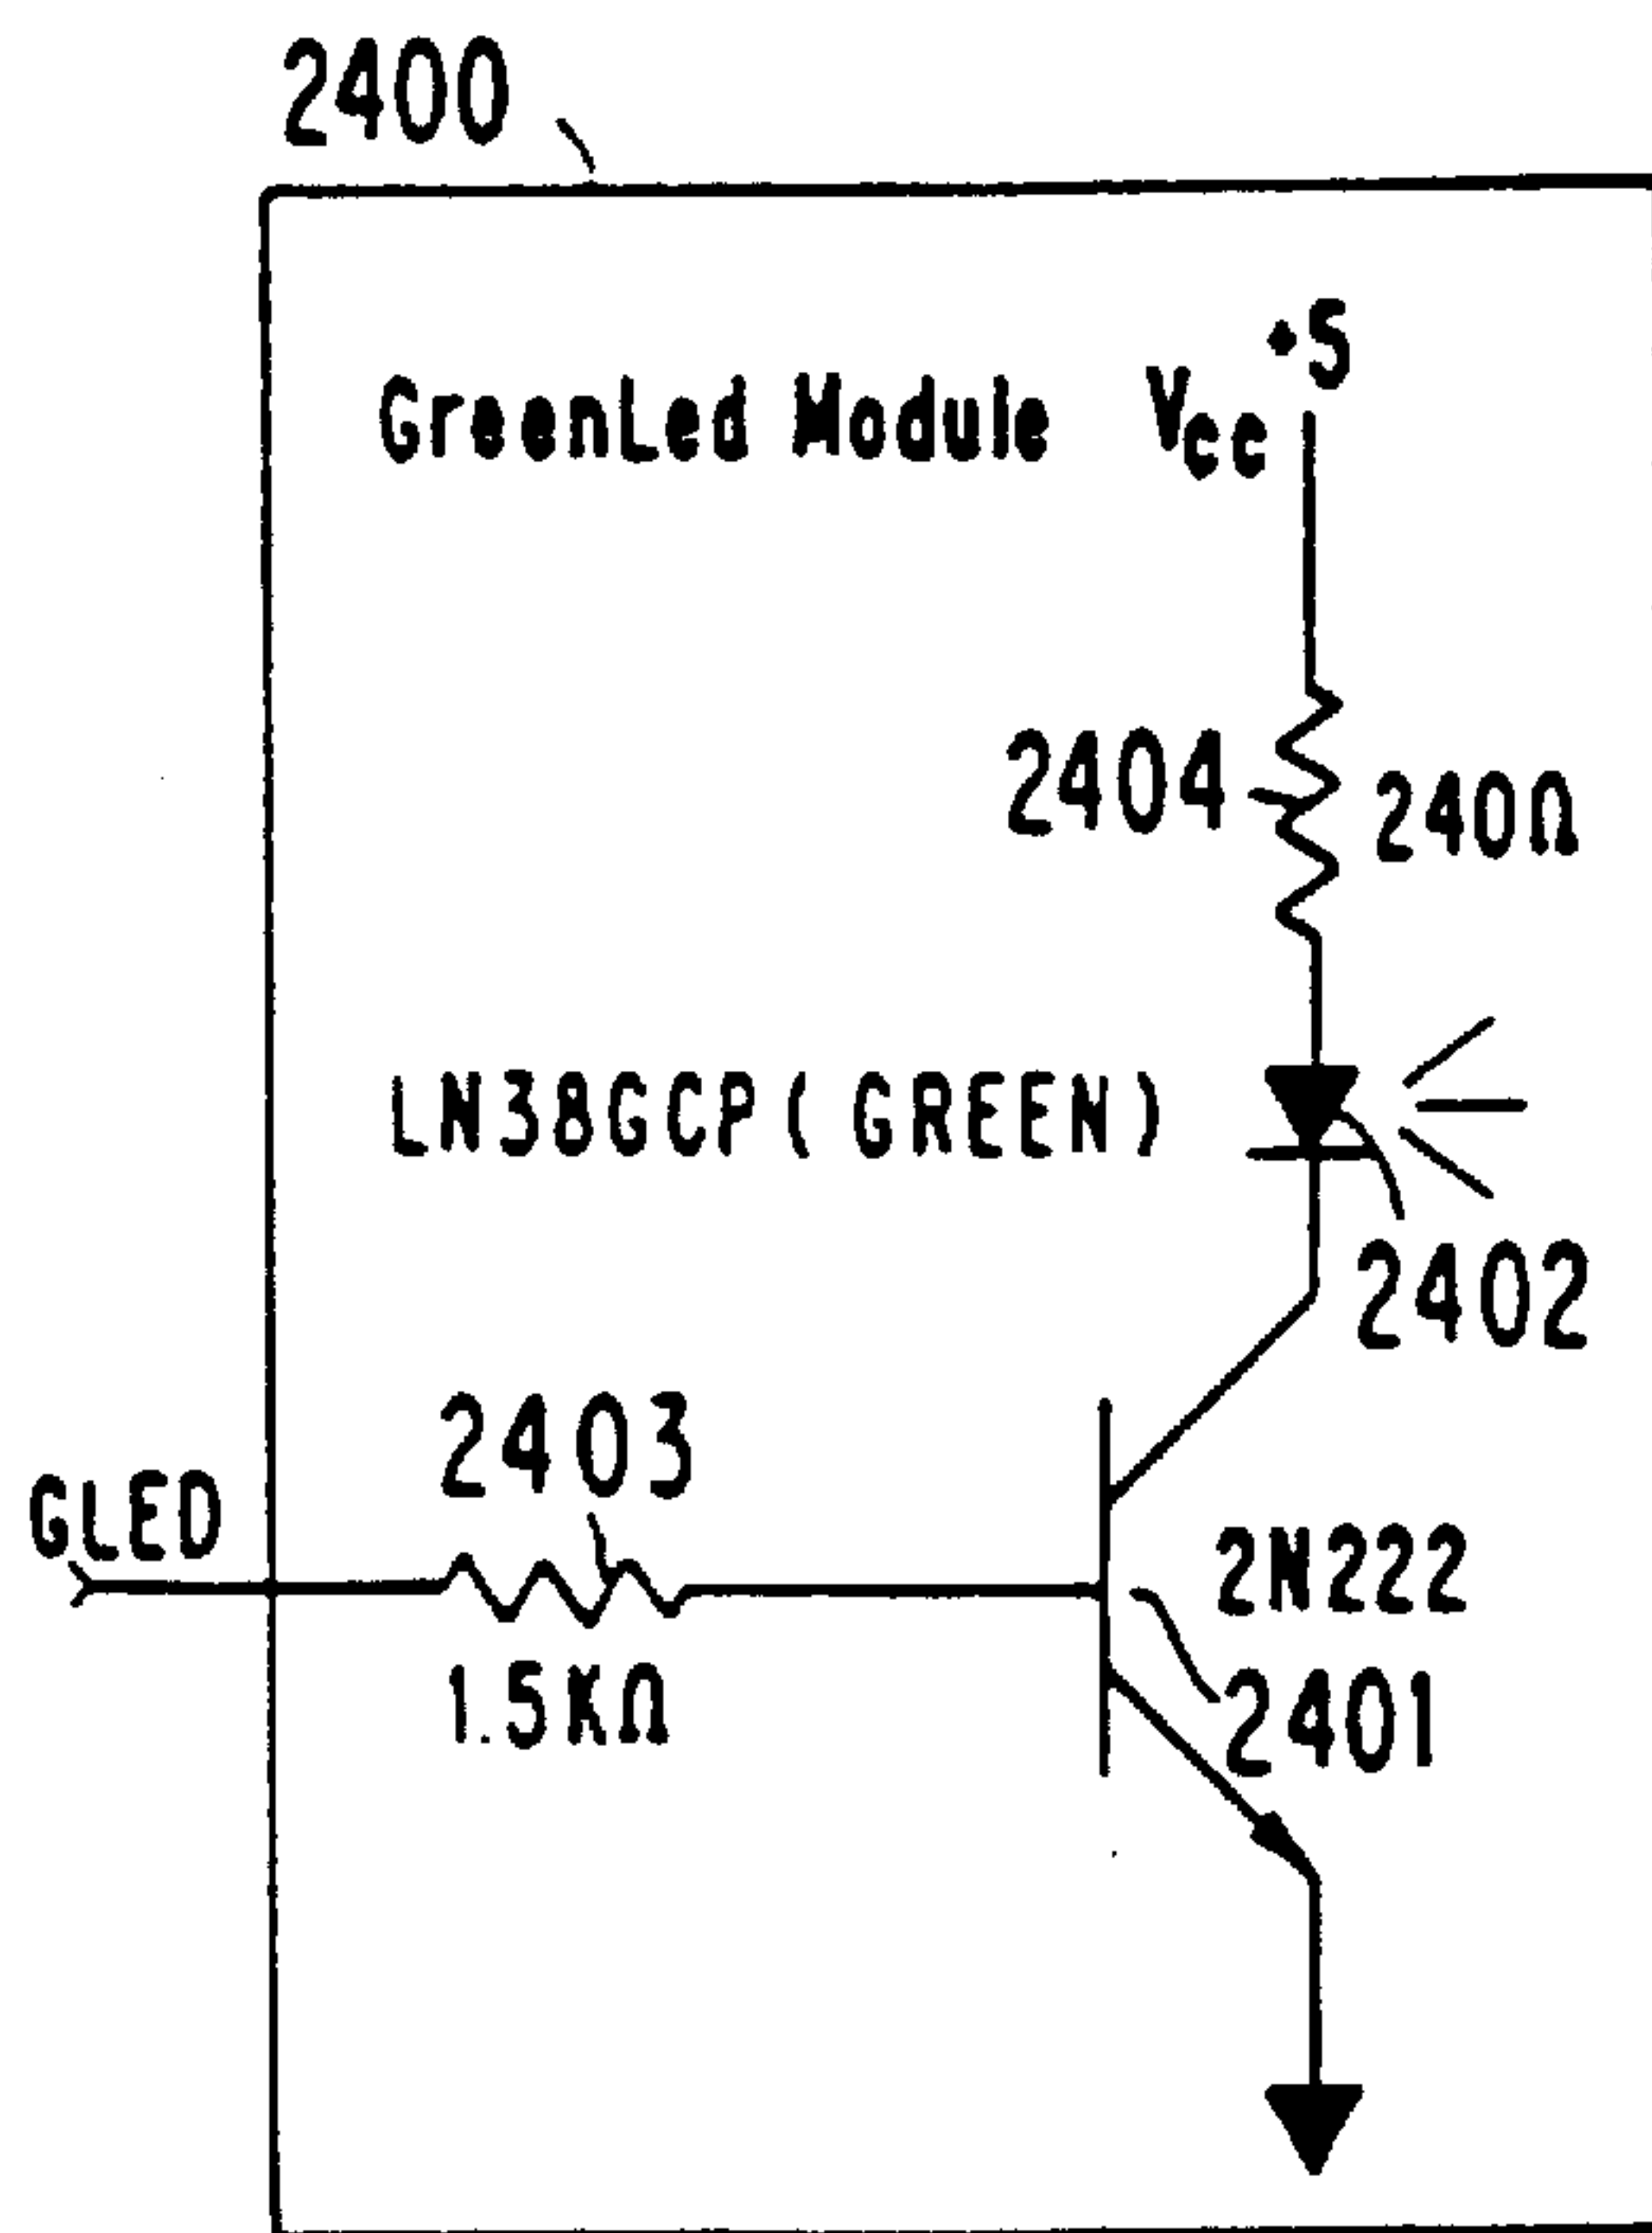 2400
+5
GreenLed Module Vcc
2404
240Ω
LN38GCP(GREEN)
2402
2403
GLED
2N222
1.5KΩ
2401